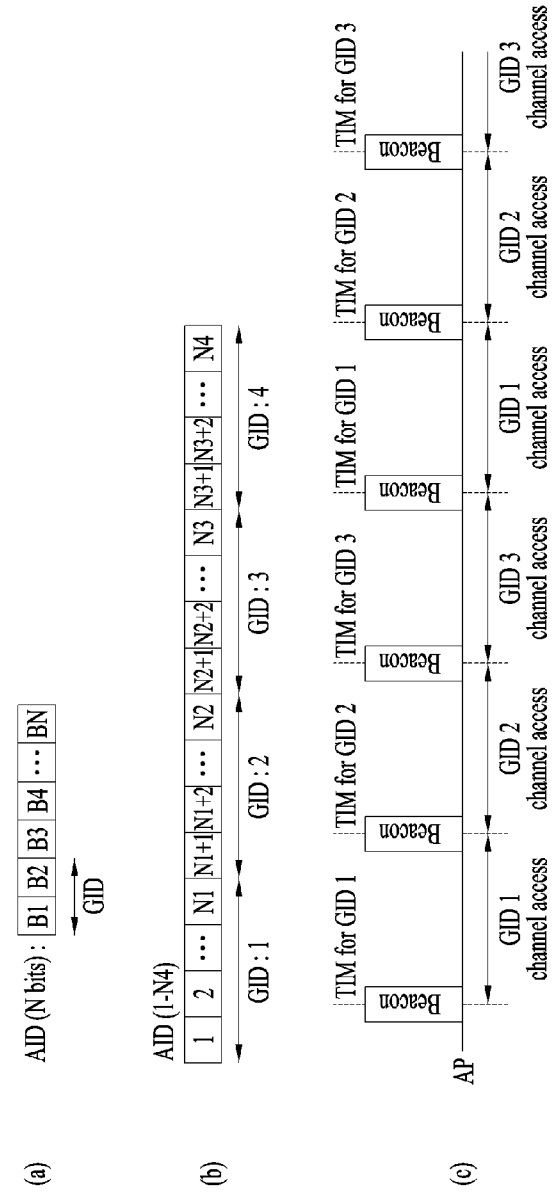 (a)
AID (N bits) : B1 B2 B3 B4 ··· BN
GID
(b)
AID (1-N4)
1 2 ··· N1 N1+1 N1+2 ··· N2 N2+1 N2+2 ··· N3 N3+1 N3+2 ··· N4
GID : 1 GID : 2 GID : 3 GID : 4
(c)
TIM for GID 1 TIM for GID 2 TIM for GID 3 TIM for GID 1 TIM for GID 2 TIM for GID 3
Beacon Beacon Beacon Beacon Beacon Beacon
AP
GID 1 GID 2 GID 3 GID 1 GID 2 GID 3
channel access channel access channel access channel access channel access channel access